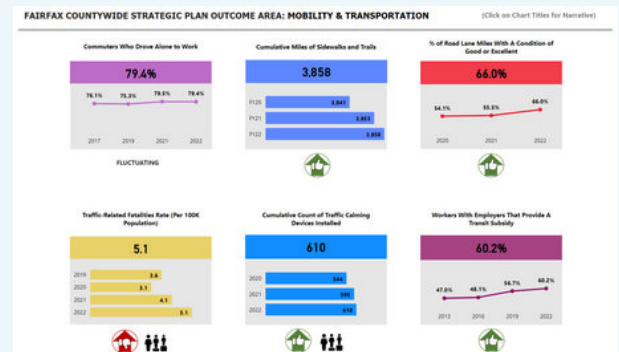 FAIRFAX COUNTYWIDE STRATEGIC PLAN OUTCOME AREA: MOBILITY & TRANSPORTATION
(Click on Chart Titles for Narrative)
Commuters Who Drove Alone to Work
79.4%
76.1% 75.3% 79.5% 79.4%
2017 2019 2021 2022
FLUCTUATING
Cumulative Miles of Sidewalks and Trails
3,858
FY20 3,841
FY21 3,853
FY22 3,858
% of Road Lane Miles With A Condition of
Good or Excellent
66.0%
54.1% 55.5% 66.0%
2020 2021 2022
Traffic-Related Fatalities Rate (Per 100K
Population)
5.1
2019 3.6
2020 3.1
2021 4.1
2022 5.1
Cumulative Count of Traffic Calming
Devices Installed
610
2020
2021
2022 610
Workers With Employers That Provide A
Transit Subsidy
60.2%
47.0% 48.1% 56.7% 60.2%
2013 2016 2019 2022